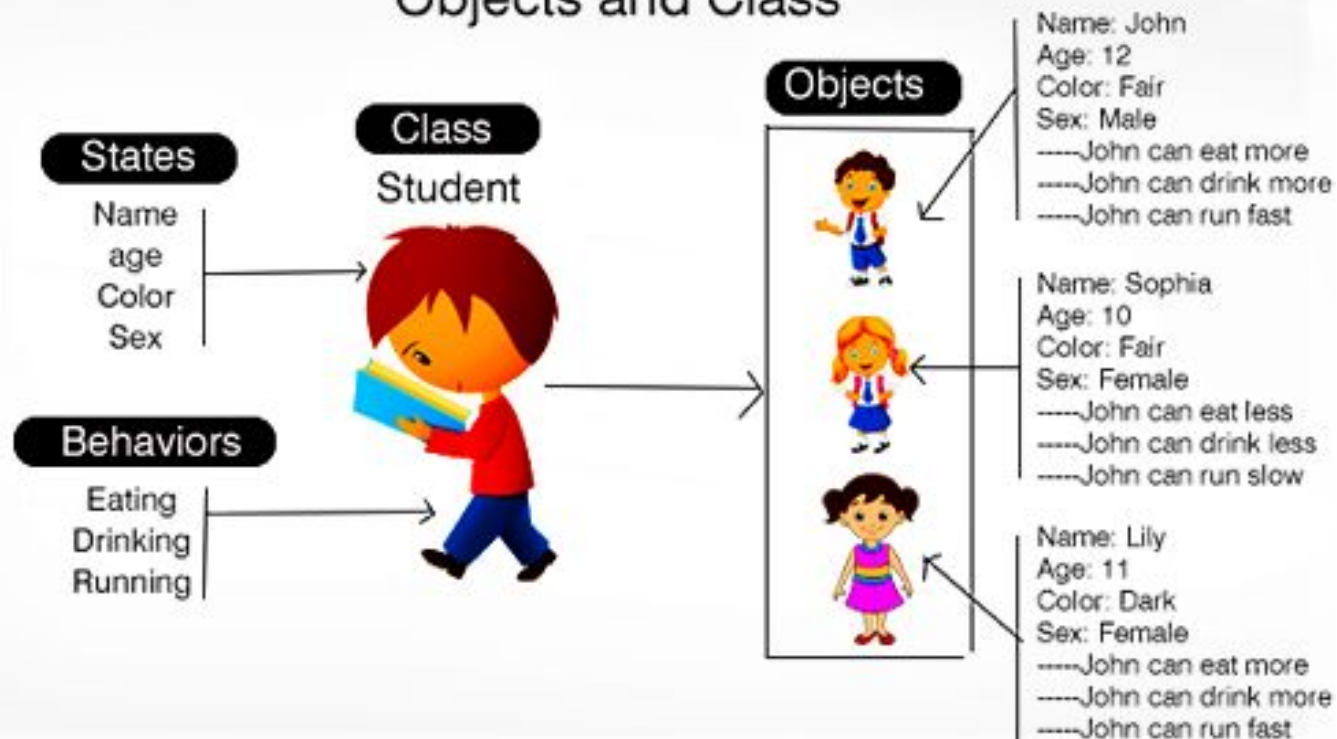 Objects and Class
States
Name
age
Color
Sex
Behaviors
Eating
Drinking
Running
Class
Student
Objects
Name: John
Age: 12
Color: Fair
Sex: Male
-----John can eat more
-----John can drink more
-----John can run fast
Name: Sophia
Age: 10
Color: Fair
Sex: Female
-----John can eat less
-----John can drink less
-----John can run slow
Name: Lily
Age: 11
Color: Dark
Sex: Female
-----John can eat more
-----John can drink more
-----John can run fast